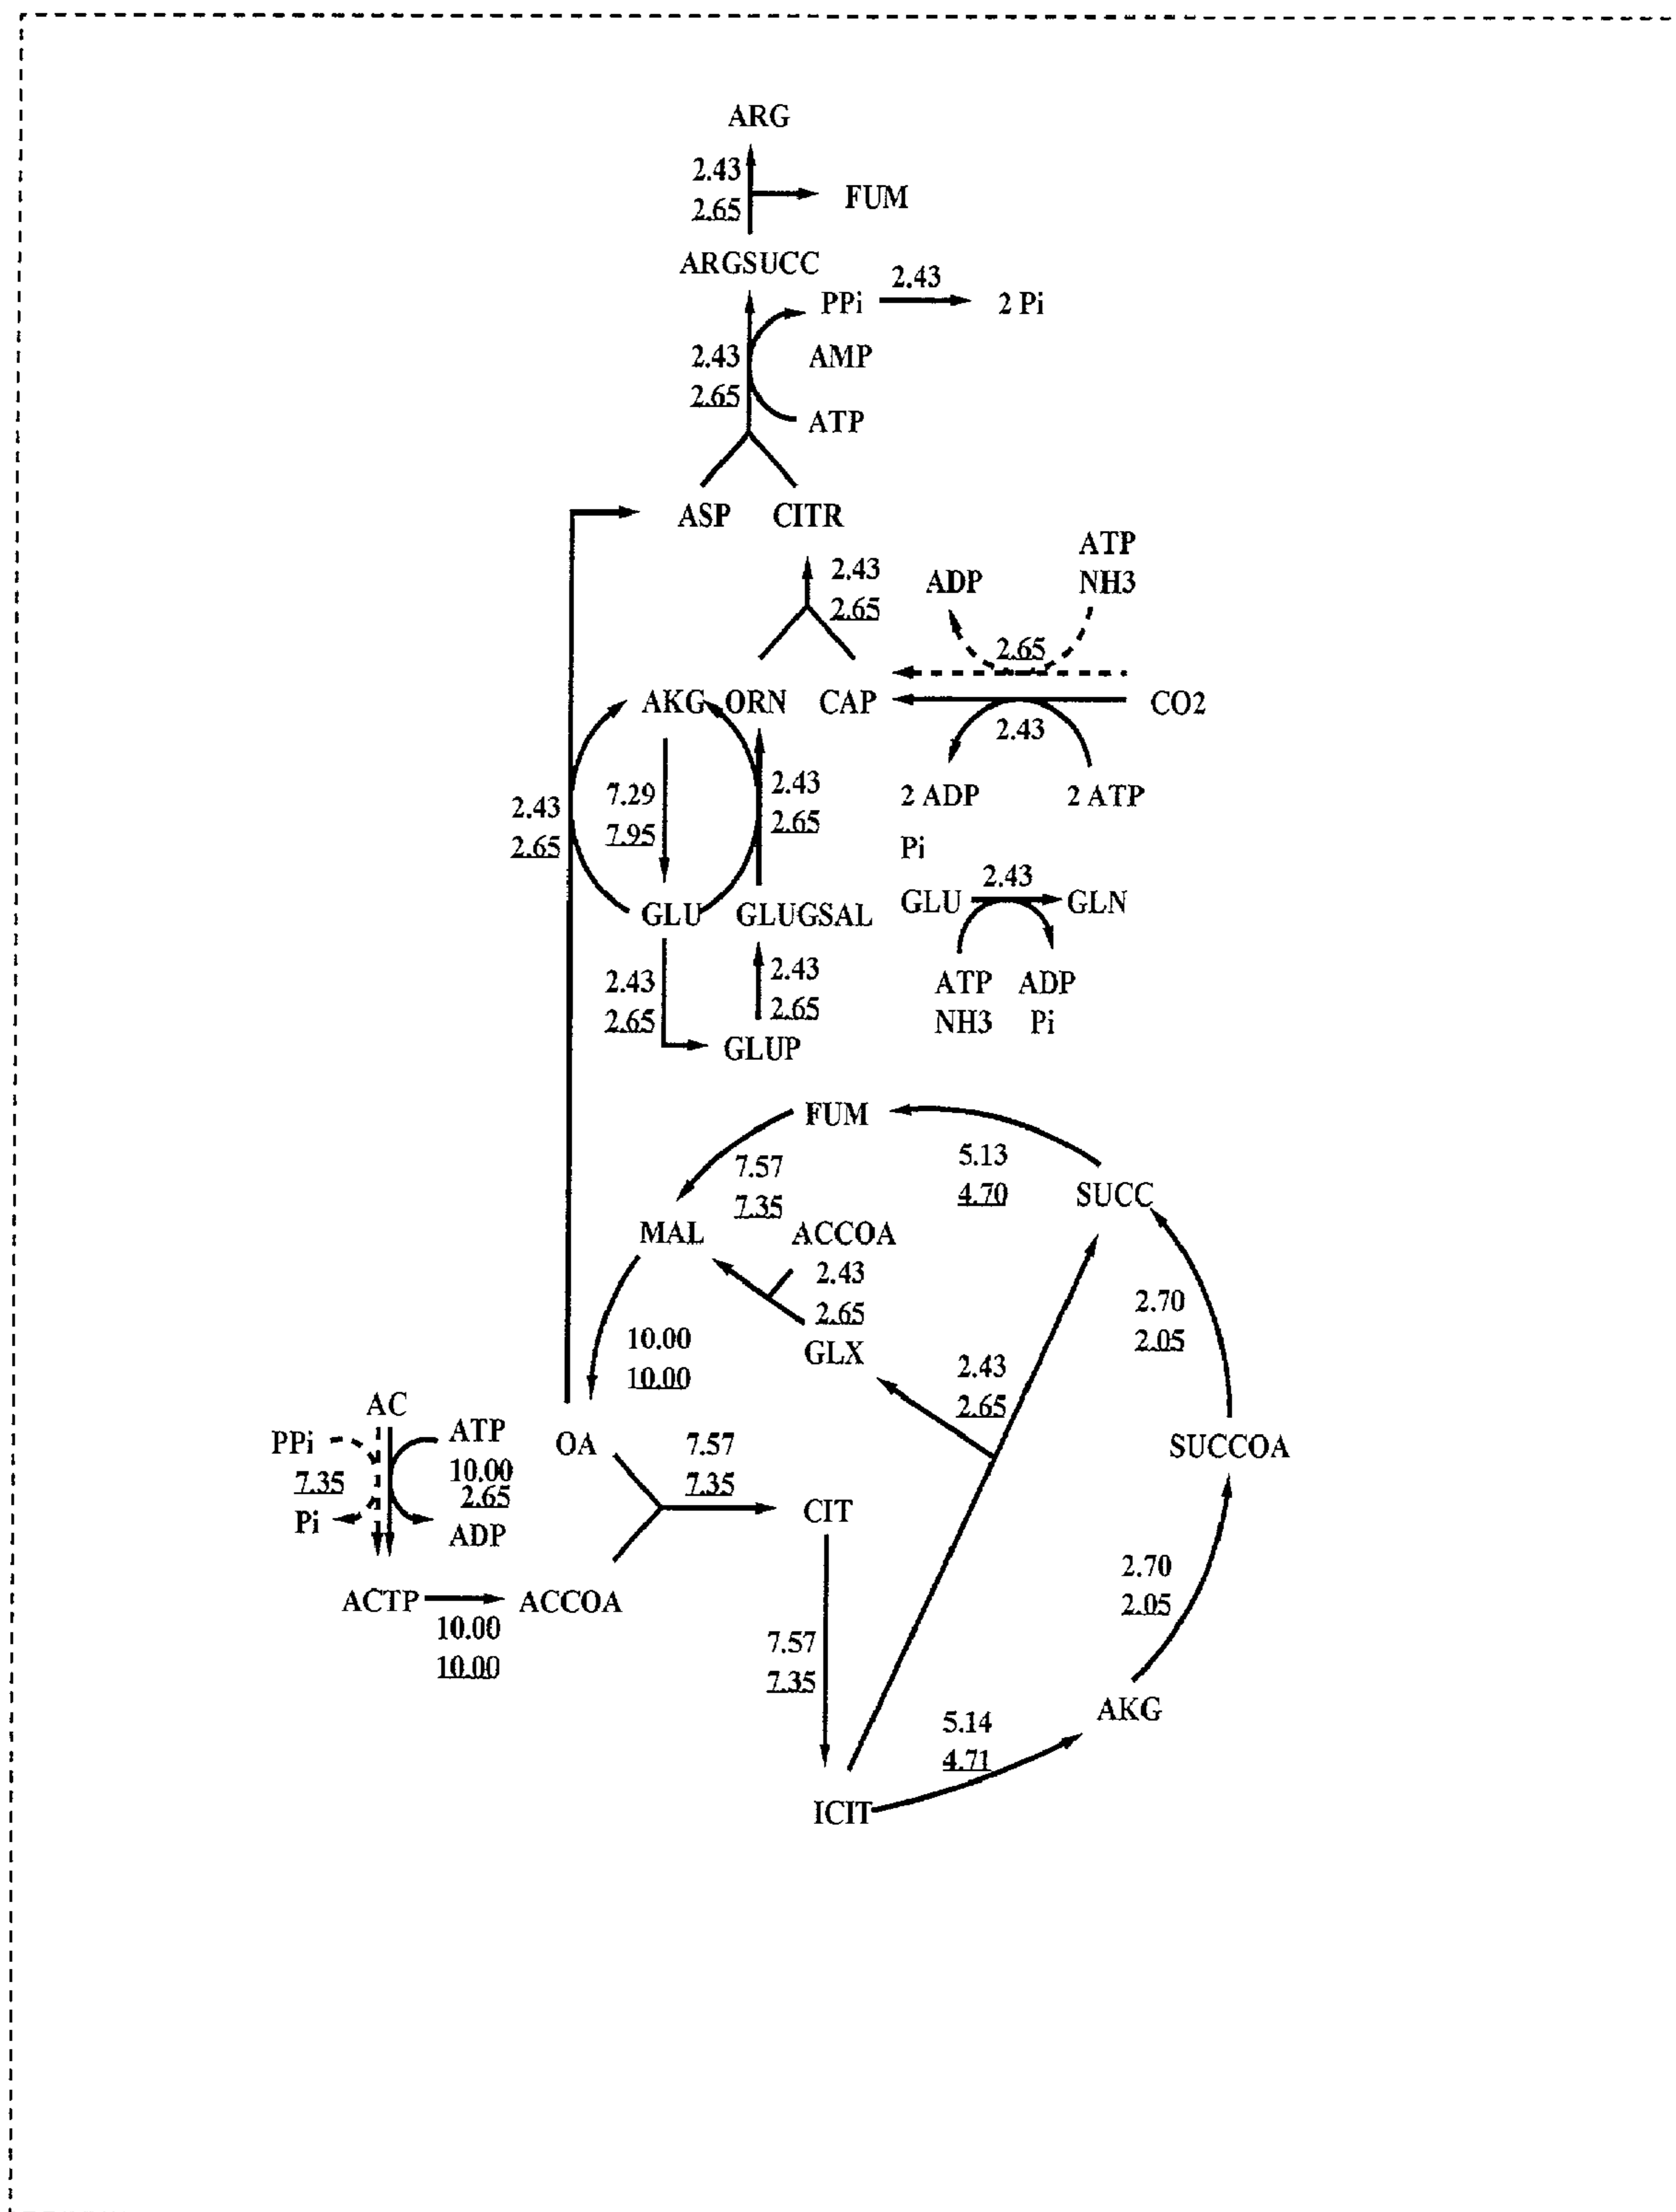 ARG
2.43
2.65
FUM
ARGSUCC
PPi
2.43
2 Pi
2.43
2.65
AMP
ATP
ASP
CITR
2.43
2.65
ADP
ATP
NH3
2.65
AKG
ORN
CAP
CO2
2.43
2.43
2.65
7.29
7.95
2.43
2.65
2 ADP
2 ATP
Pi
GLU
GLUGSAL
GLU
2.43
GLN
2.43
2.65
2.43
2.65
ATP
NH3
ADP
Pi
GLUP
FUM
7.57
7.35
5.13
4.70
SUCC
MAL
ACCOA
2.43
2.65
GLX
10.00
10.00
2.43
2.65
2.70
2.05
AC
PPi
7.35
Pi
ATP
10.00
2.65
ADP
OA
7.57
7.35
SUCCOA
CIT
ACTP
ACCOA
10.00
10.00
7.57
7.35
2.70
2.05
5.14
4.71
AKG
ICIT